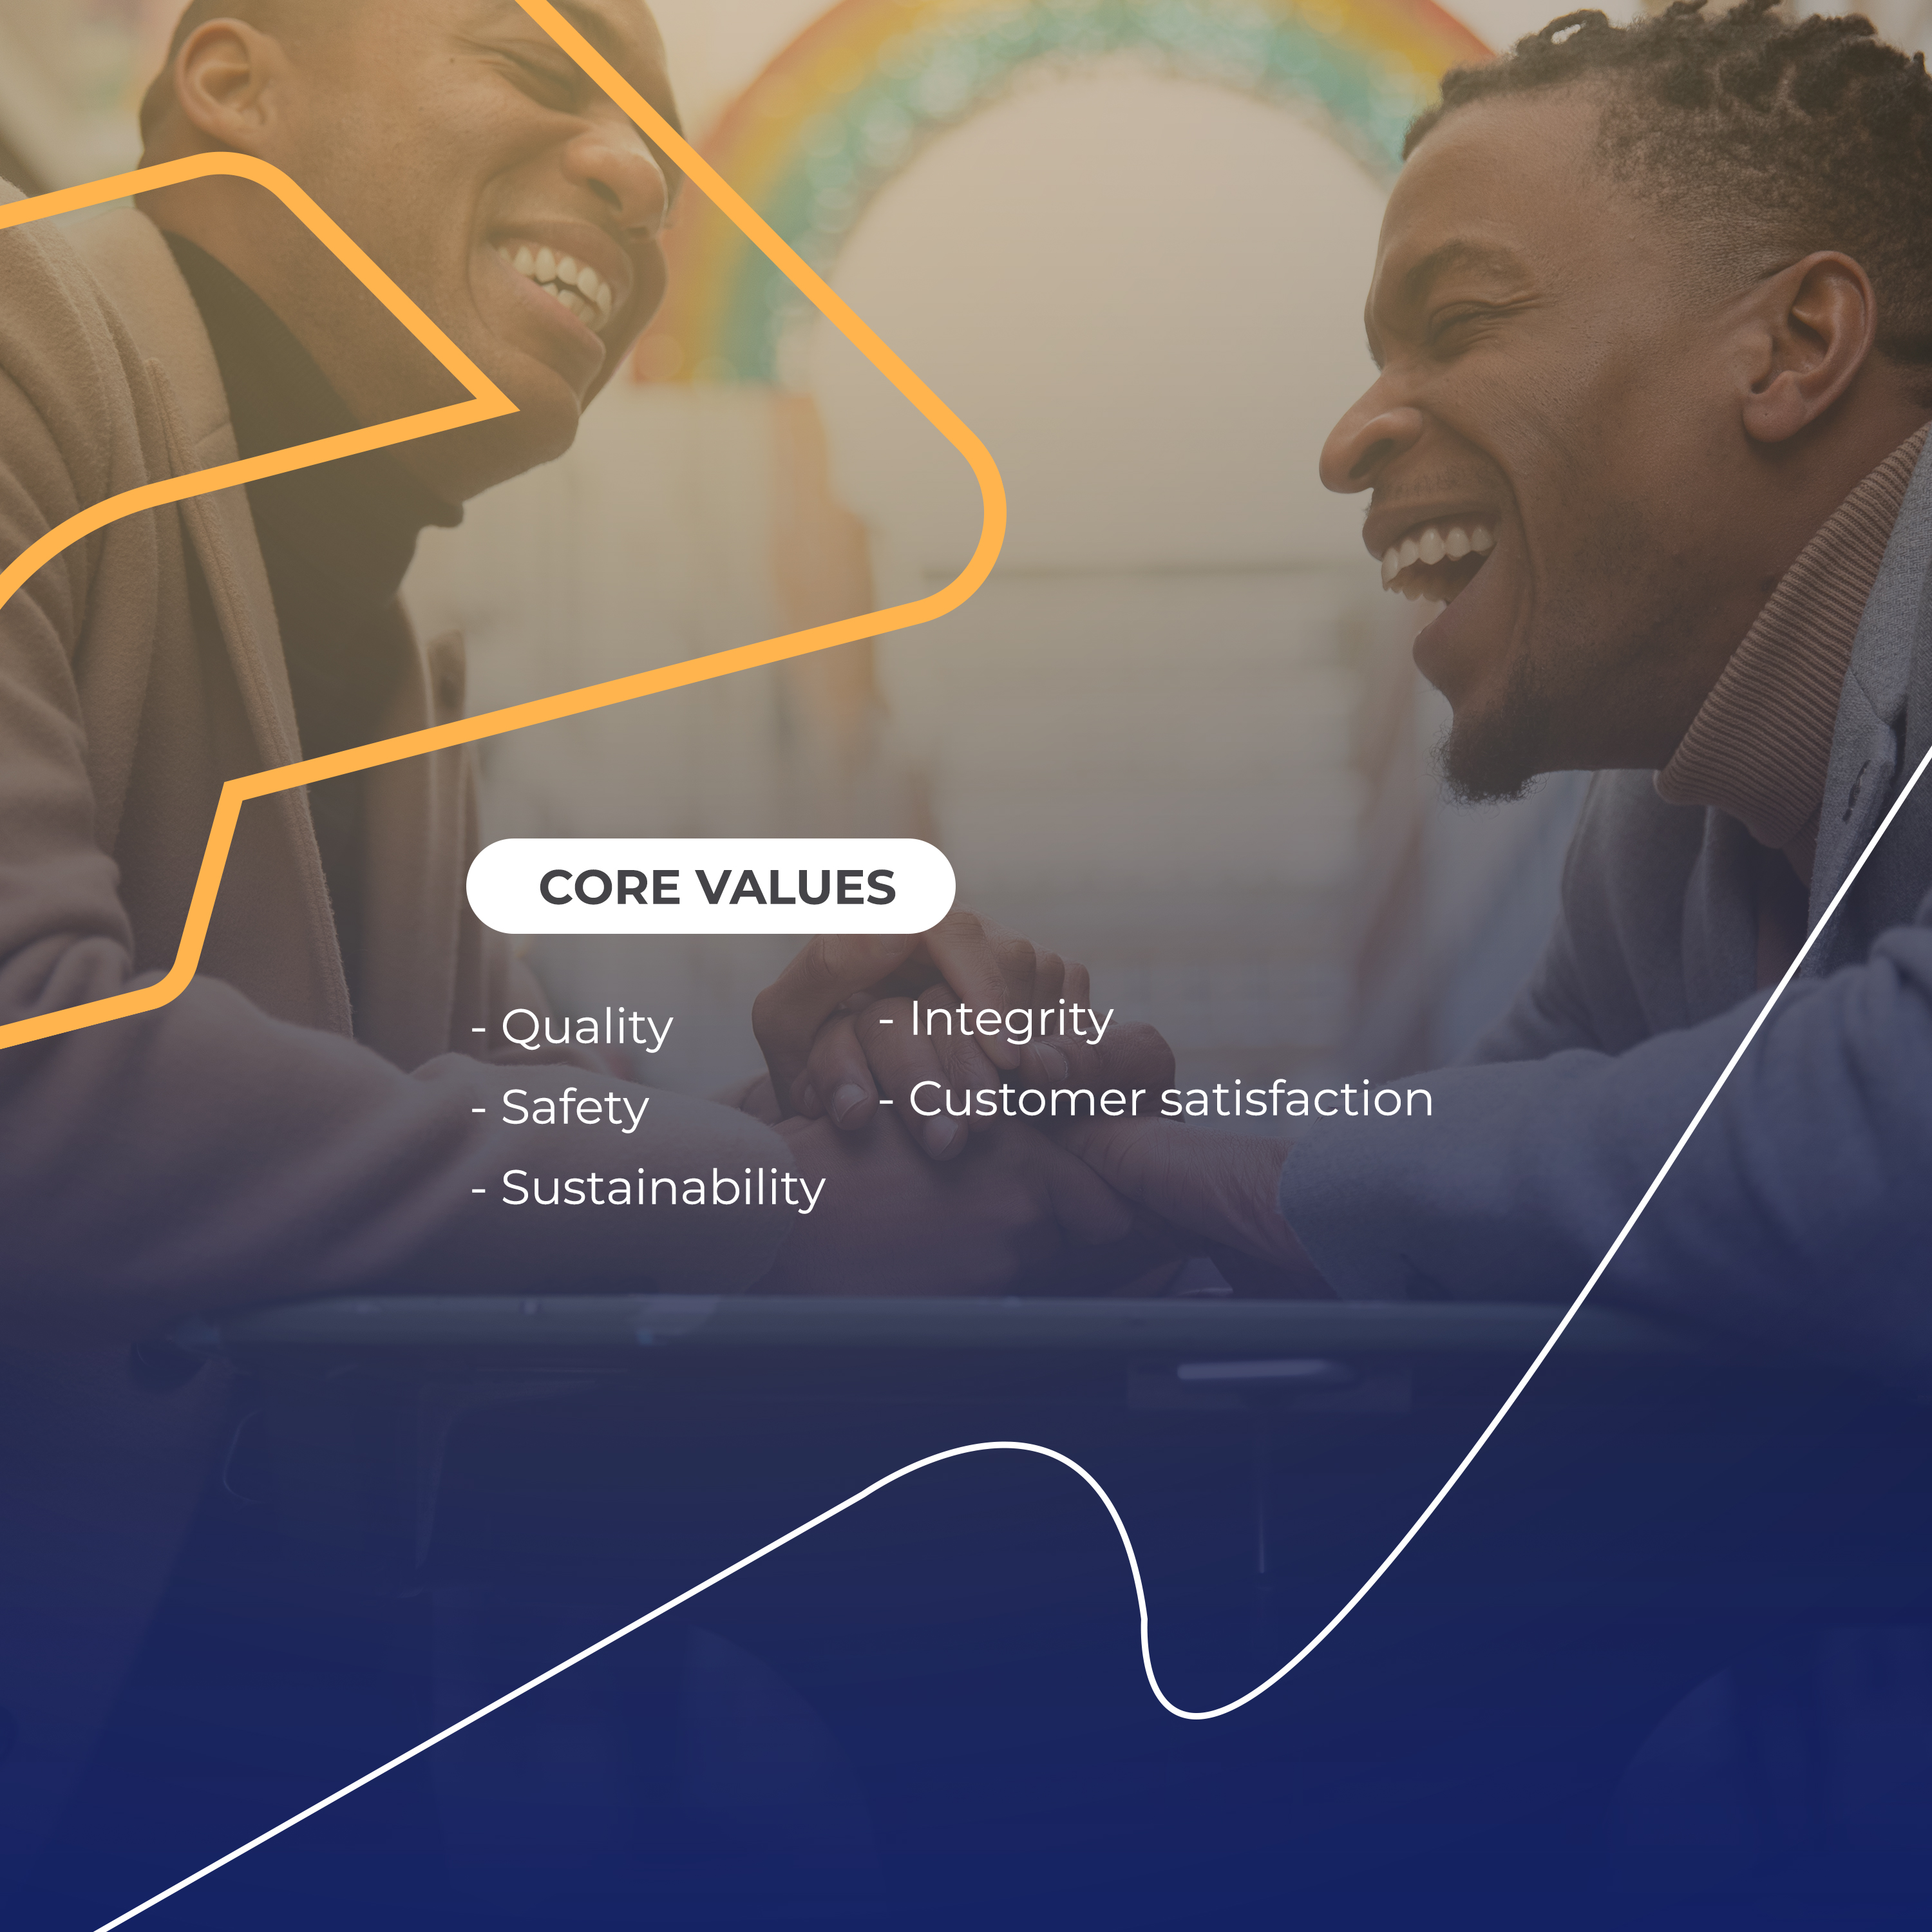 CORE VALUES
- Quality
- Safety
- Sustainability
- Integrity
- Customer satisfaction